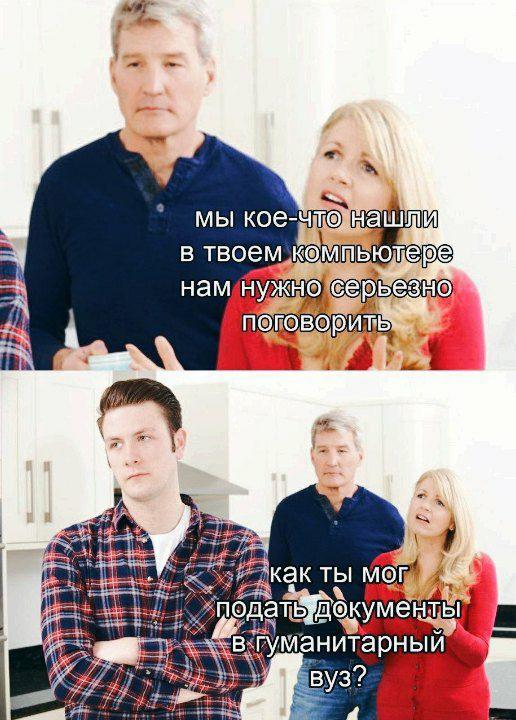 мы кое-что нашли
в твоем компьютере
нам нужно серьезно
поговорить
как ты мог
подать документы
в гуманитарный
вуз?